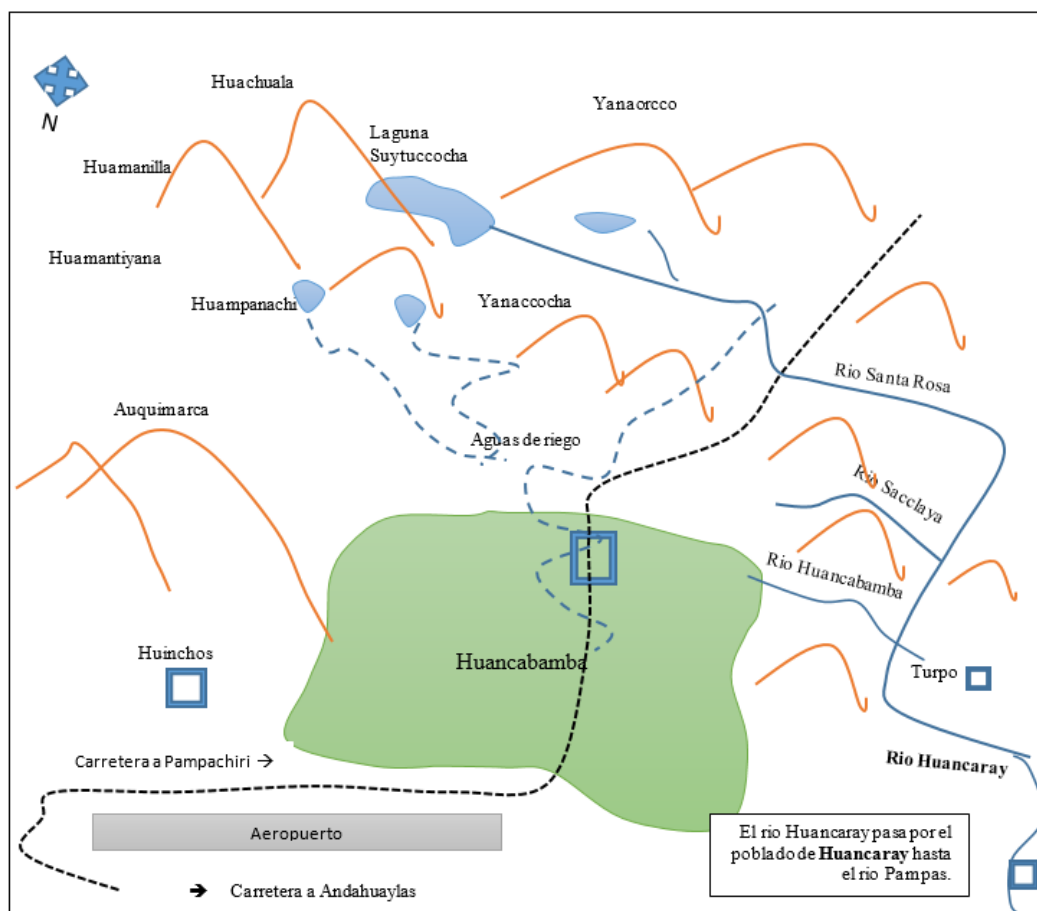 N
Huachuala
Yanaorcco
Laguna
Suytuccocha
Huamanilla
Huamantiyana
Huampanachi
Yanaccocha
Rio Santa Rosa
Auquimarca
Aguas de riego
Rio Sacclaya
Rio Huancabamba
Huinchos
Huancabamba
Turpo
Carretera a Pampachiri →
Rio Huancaray
Aeropuerto
El rio Huancaray pasa por el
poblado de Huancaray hasta
el rio Pampas.
➔ Carretera a Andahuaylas